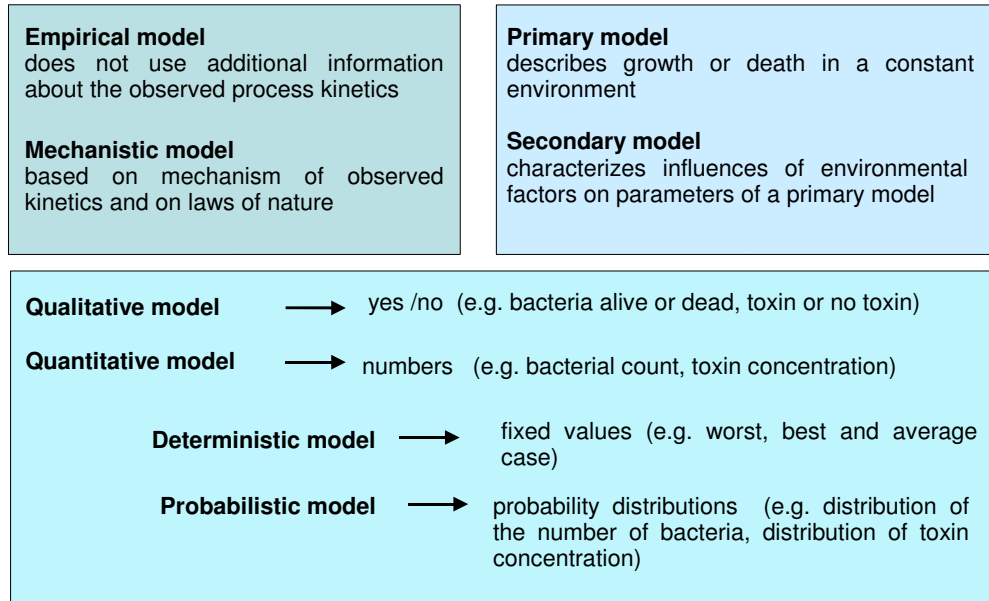 Empirical model
does not use additional information
about the observed process kinetics
Mechanistic model
based on mechanism of observed
kinetics and on laws of nature
Primary model
describes growth or death in a constant
environment
Secondary model
characterizes influences of environmental
factors on parameters of a primary model
Qualitative model yes /no (e.g. bacteria alive or dead, toxin or no toxin)
Quantitative model numbers (e.g. bacterial count, toxin concentration)
Deterministic model fixed values (e.g. worst, best and average
case)
Probabilistic model probability distributions (e.g. distribution of
the number of bacteria, distribution of toxin
concentration)